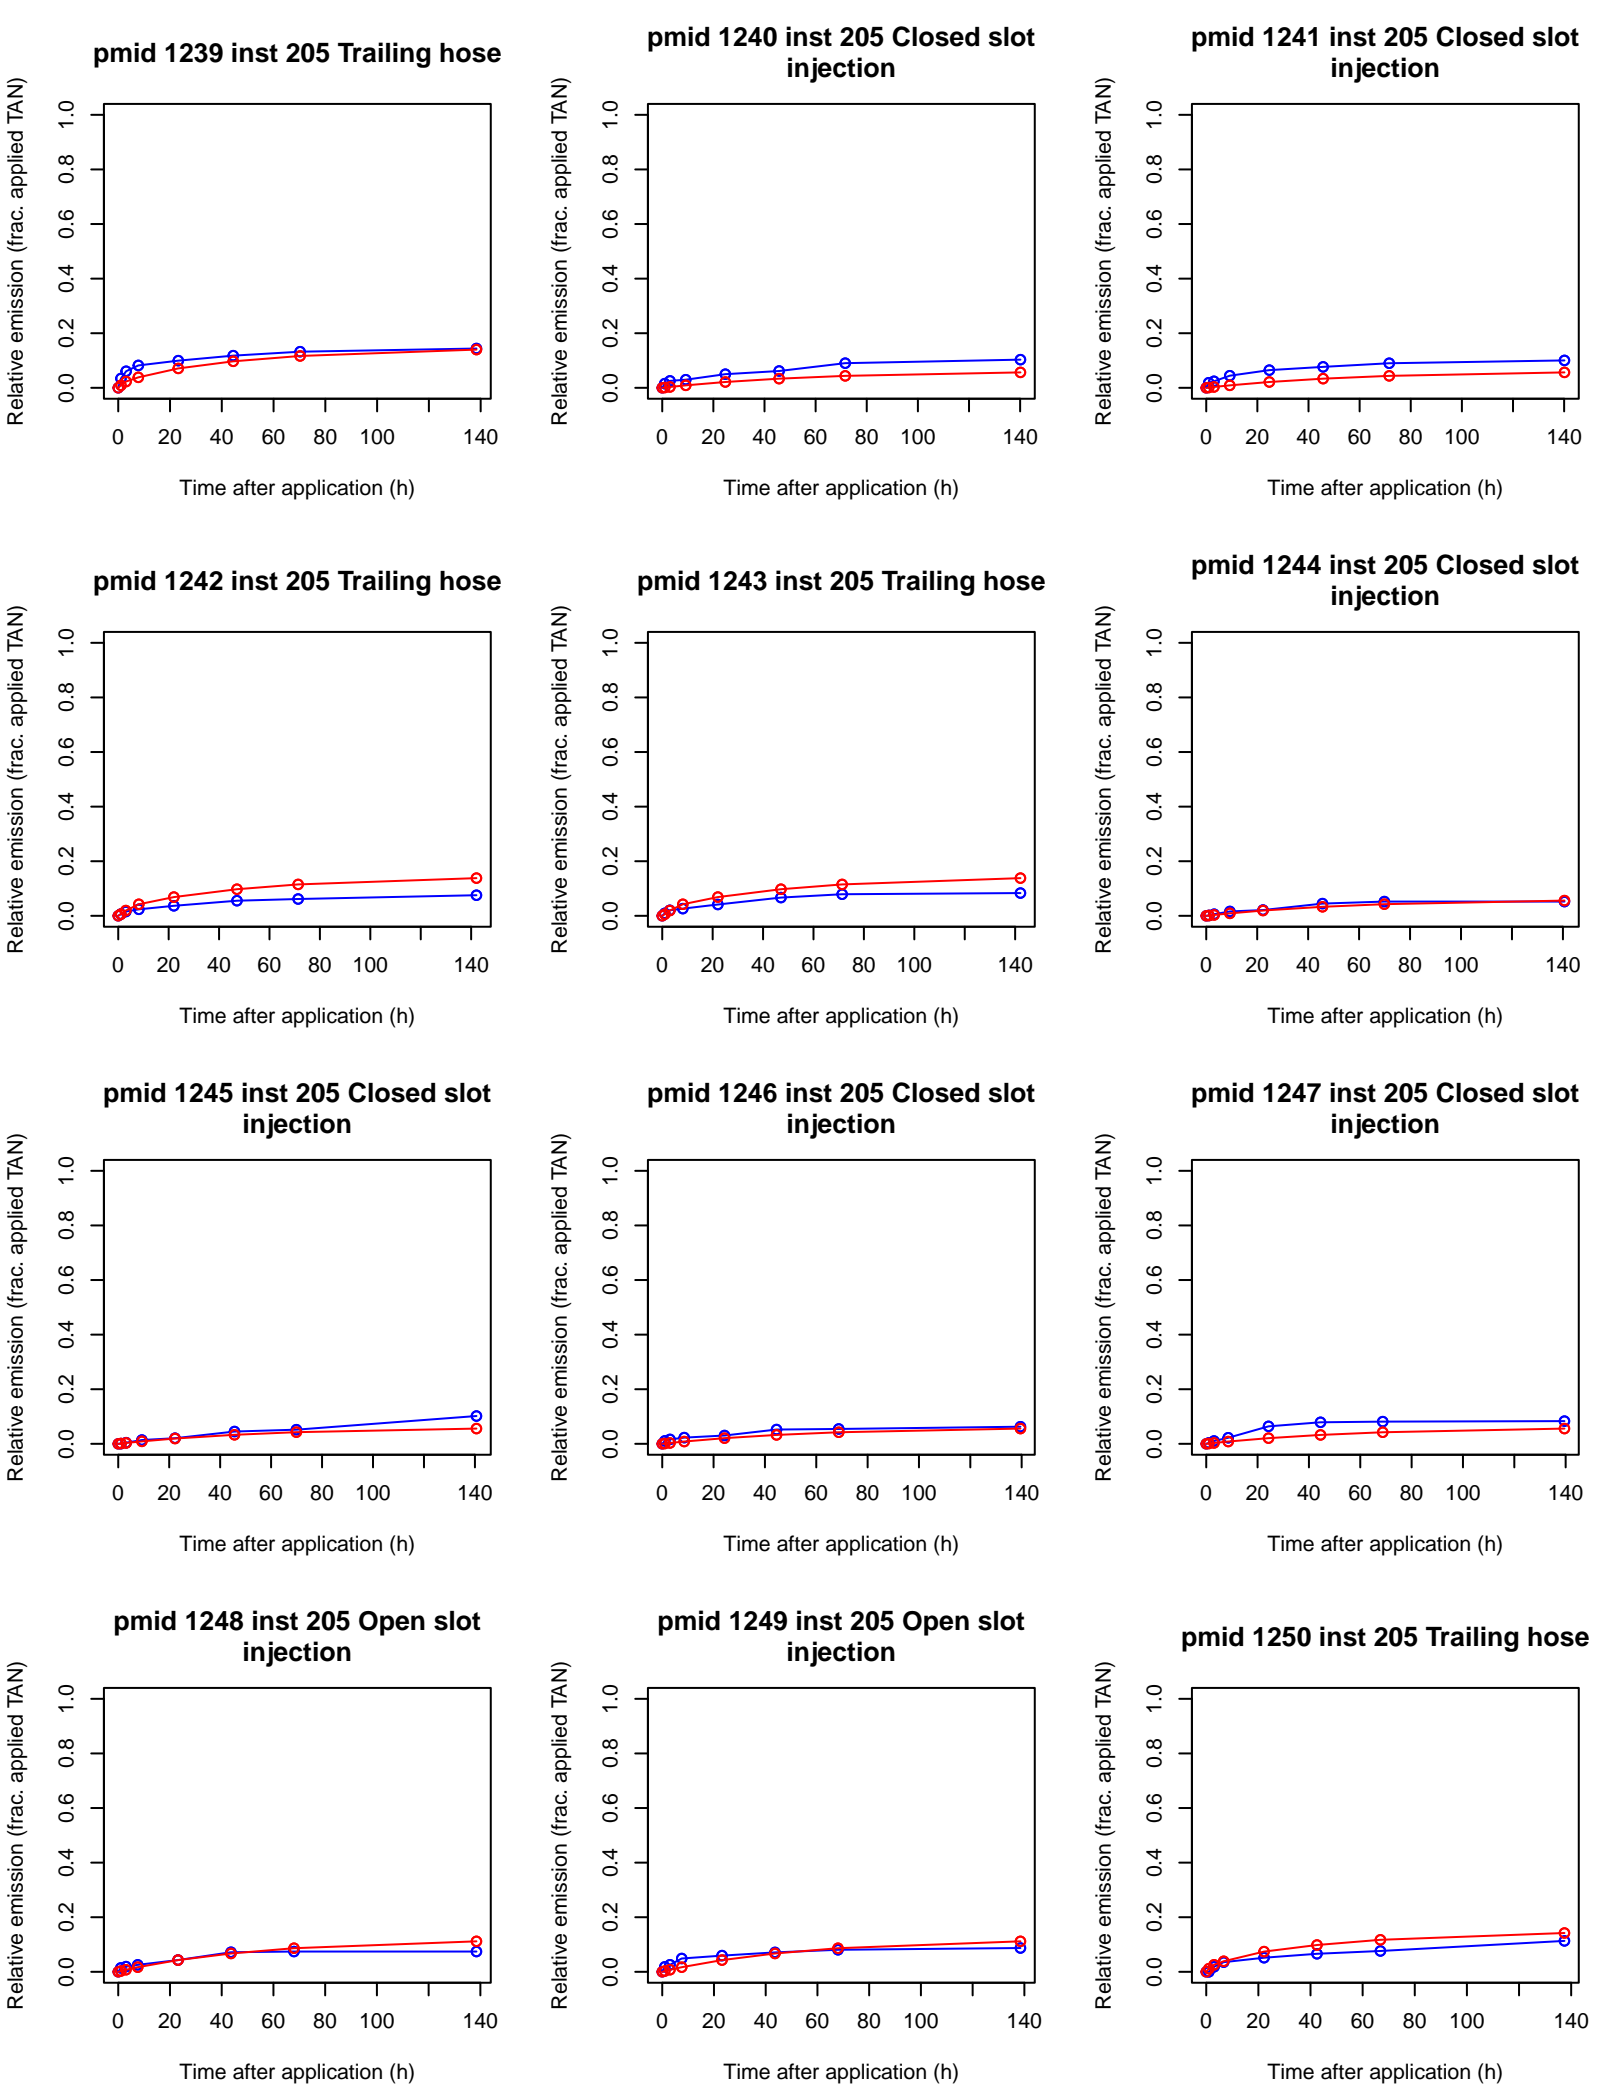 pmid 1239 inst 205 Trailing hose
Relative emission (frac. applied TAN)
0.0 0.2 0.4 0.6 0.8 1.0
0 20 40 60 80 100 140
Time after application (h)
pmid 1240 inst 205 Closed slot
injection
Relative emission (frac. applied TAN)
0.0 0.2 0.4 0.6 0.8 1.0
0 20 40 60 80 100 140
Time after application (h)
pmid 1241 inst 205 Closed slot
injection
Relative emission (frac. applied TAN)
0.0 0.2 0.4 0.6 0.8 1.0
0 20 40 60 80 100 140
Time after application (h)
pmid 1242 inst 205 Trailing hose
Relative emission (frac. applied TAN)
0.0 0.2 0.4 0.6 0.8 1.0
0 20 40 60 80 100 140
Time after application (h)
pmid 1243 inst 205 Trailing hose
Relative emission (frac. applied TAN)
0.0 0.2 0.4 0.6 0.8 1.0
0 20 40 60 80 100 140
Time after application (h)
pmid 1244 inst 205 Closed slot
injection
Relative emission (frac. applied TAN)
0.0 0.2 0.4 0.6 0.8 1.0
0 20 40 60 80 100 140
Time after application (h)
pmid 1245 inst 205 Closed slot
injection
Relative emission (frac. applied TAN)
0.0 0.2 0.4 0.6 0.8 1.0
0 20 40 60 80 100 140
Time after application (h)
pmid 1246 inst 205 Closed slot
injection
Relative emission (frac. applied TAN)
0.0 0.2 0.4 0.6 0.8 1.0
0 20 40 60 80 100 140
Time after application (h)
pmid 1247 inst 205 Closed slot
injection
Relative emission (frac. applied TAN)
0.0 0.2 0.4 0.6 0.8 1.0
0 20 40 60 80 100 140
Time after application (h)
pmid 1248 inst 205 Open slot
injection
Relative emission (frac. applied TAN)
0.0 0.2 0.4 0.6 0.8 1.0
0 20 40 60 80 100 140
Time after application (h)
pmid 1249 inst 205 Open slot
injection
Relative emission (frac. applied TAN)
0.0 0.2 0.4 0.6 0.8 1.0
0 20 40 60 80 100 140
Time after application (h)
pmid 1250 inst 205 Trailing hose
Relative emission (frac. applied TAN)
0.0 0.2 0.4 0.6 0.8 1.0
0 20 40 60 80 100 140
Time after application (h)